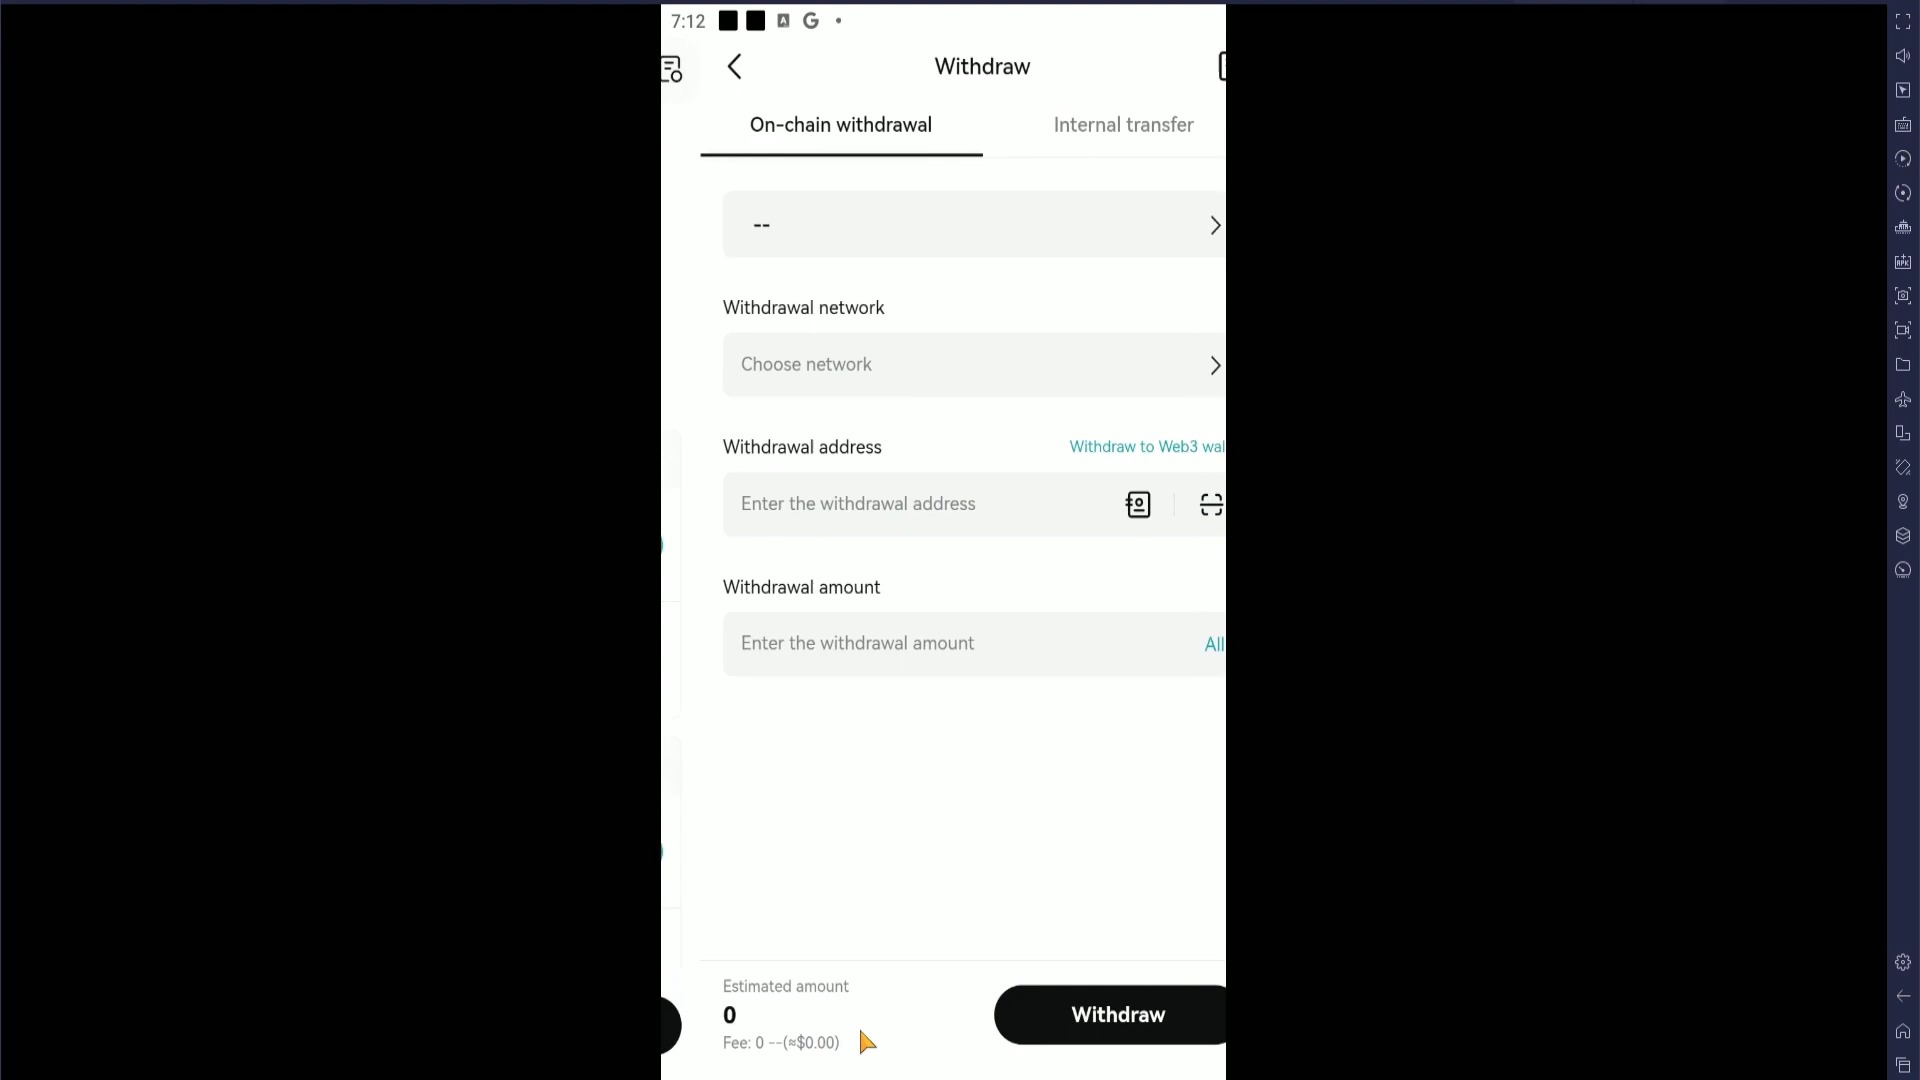 7:12
Withdraw
On-chain withdrawal
Internal transfer
--
Withdrawal network
Choose network
Withdrawal address
Withdraw to Web3 wal
Enter the withdrawal address
Withdrawal amount
Enter the withdrawal amount
All
Estimated amount
0
Fee: 0 --(≈$0.00)
Withdraw